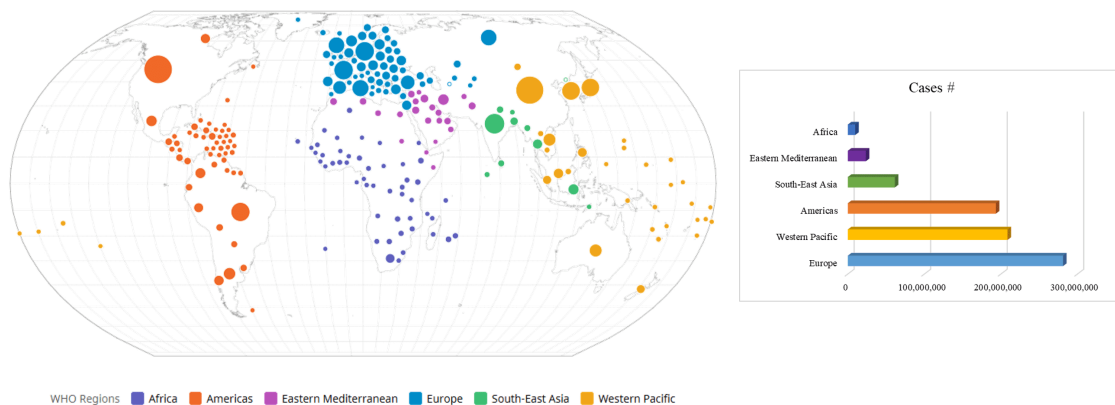 Cases #
Africa
Eastern Mediterranean
South-East Asia
Americas
Western Pacific
Europe
0 100,000,000 200,000,000 300,000,000
WHO Regions Africa Americas Eastern Mediterranean Europe South-East Asia Western Pacific